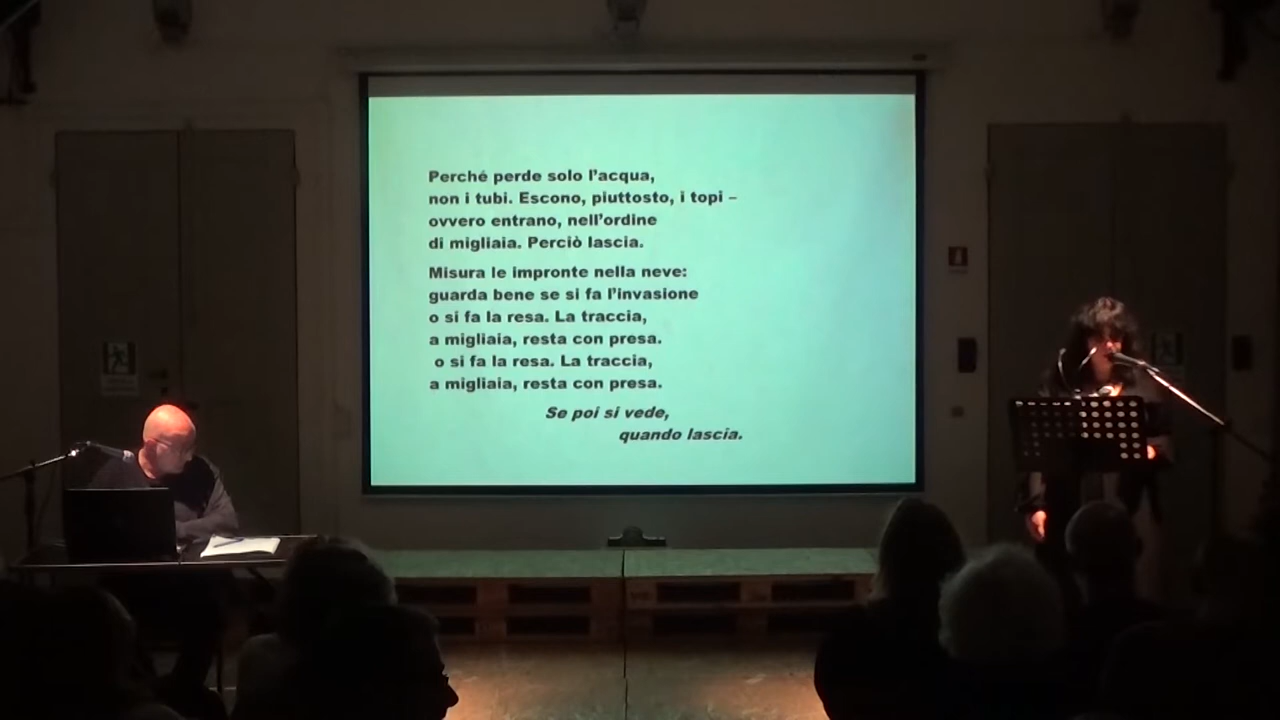 Perché perde solo l'acqua,
non i tubi. Escono, piuttosto, i topi –
ovvero entrano, nell'ordine
di migliaia. Perciò lascia.
Misura le impronte nella neve:
guarda bene se si fa l'invasione
o si fa la resa. La traccia,
a migliaia, resta con presa.
o si fa la resa. La traccia,
a migliaia, resta con presa.
Se poi si vede,
quando lascia.